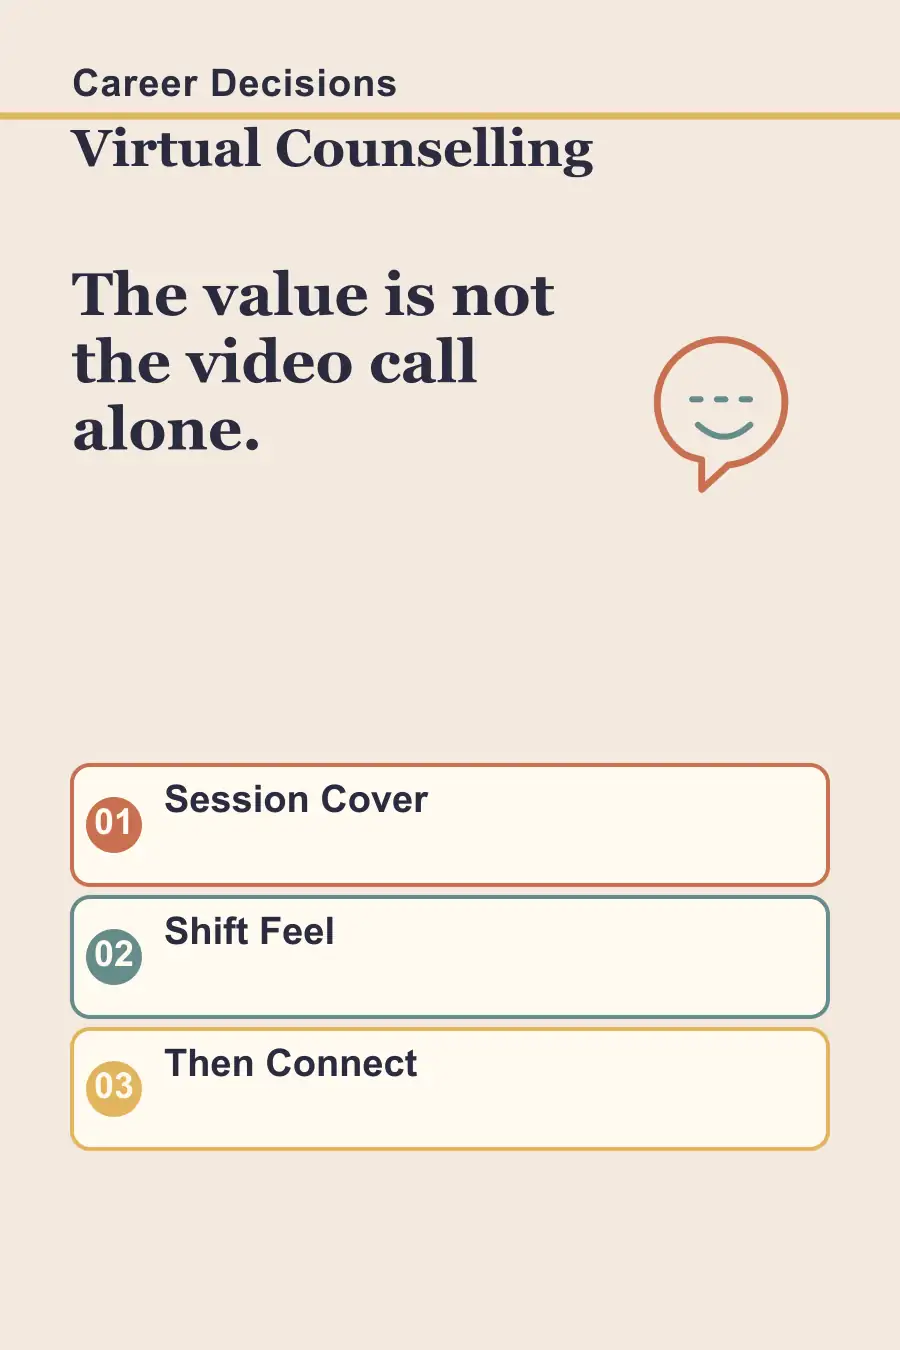 Career Decisions
Virtual Counselling
The value is not
the video call
alone.
01
Session Cover
02
Shift Feel
03
Then Connect